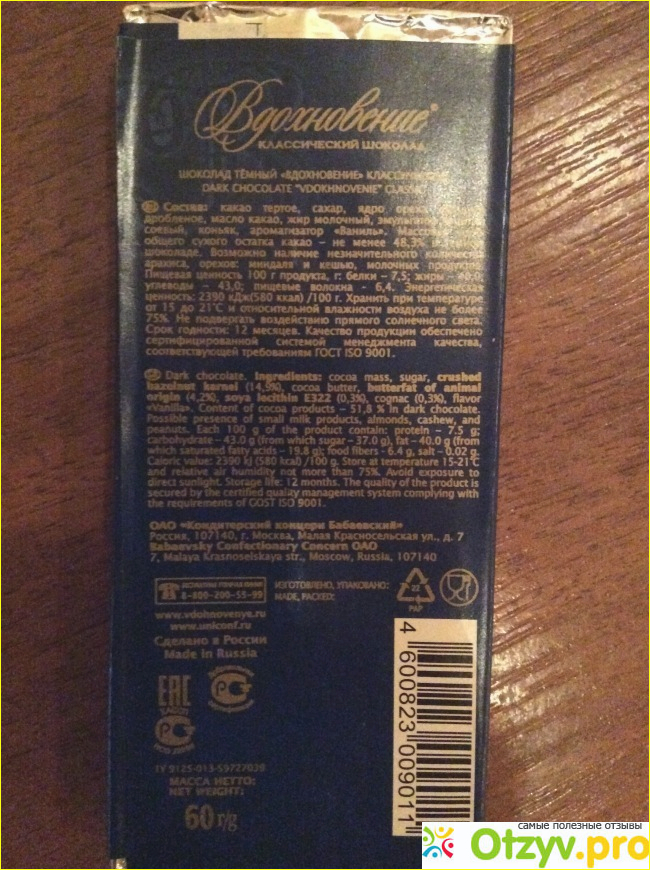 Вдохновение®
КЛАССИЧЕСКИЙ ШОКОЛАД
ШОКОЛАД ТЁМНЫЙ «ВДОХНОВЕНИЕ»
DARK CHOCOLATE "VDOKHNOVENIE" CLASSIC
Состав: какао тертое, сахар, ядро ореха
дробленое, масло какао, жир молочный,
соевый, коньяк, ароматизатор «Ваниль».
общего сухого остатка какао – не менее 48,3%
шоколаде. Возможно наличие незначительного количества
арахиса, орехов: миндаля и кешью, молочных продуктов.
Пищевая ценность 100 г продукта, г: белки – 7,5; жиры – 40,0;
углеводы – 43,0; пищевые волокна - 6,4. Энергетическая
ценность: 2390 кДж(580 ккал) /100 г. Хранить при температуре
от 15 до 21°С и относительной влажности воздуха не более
75%. Не подвергать воздействию прямого солнечного света.
Срок годности: 12 месяцев. Качество продукции обеспечено
сертифицированной системой менеджмента качества,
соответствующей требованиям ГОСТ ISO 9001.
Dark chocolate. Ingredients: cocoa mass, sugar, crushed
hazelnut kernel (14,9%), cocoa butter, butterfat of animal
origin (4,2%), soya lecithin E322 (0,3%), cognac (0,3%), flavor
«Vanilla». Content of cocoa products – 51,8 % in dark chocolate.
Possible presence of small milk products, almonds, cashew, and
peanuts. Each 100 g of the product contain: protein – 7,5 g;
carbohydrate – 43.0 g (from which sugar – 37.0 g), fat – 40.0 g (from
which saturated fatty acids – 19.8 g); food fibers - 6.4 g, salt – 0.02 g.
Caloric value: 2390 kJ (580 kcal) /100 g. Store at temperature 15-21°C
and relative air humidity not more than 75%. Avoid exposure to
direct sunlight. Storage life: 12 months. The quality of the product is
secured by the certified quality management system complying with
the requirements of GOST ISO 9001.
ОАО «Кондитерский концерн Бабаевский»
Россия, 107140, г. Москва, Малая Красносельская ул., д. 7
Babaevsky Confectionary Concern OAO
7, Malaya Krasnoselskaya str., Moscow, Russia, 107140
БЕСПЛАТНАЯ ГОРЯЧАЯ ЛИНИЯ
8-800-200-55-99
ИЗГОТОВЛЕНО, УПАКОВАНО:
MADE, PACKED:
22
PAP
www.vdohnovenye.ru
www.uniconf.ru
Сделано в России
Made in Russia
EAC
ТУ 9125-013-59727039
МАССА НЕТТО:
NET WEIGHT:
60 г/g
4 600823 009011
самые полезные отзывы
Otzyv.pro